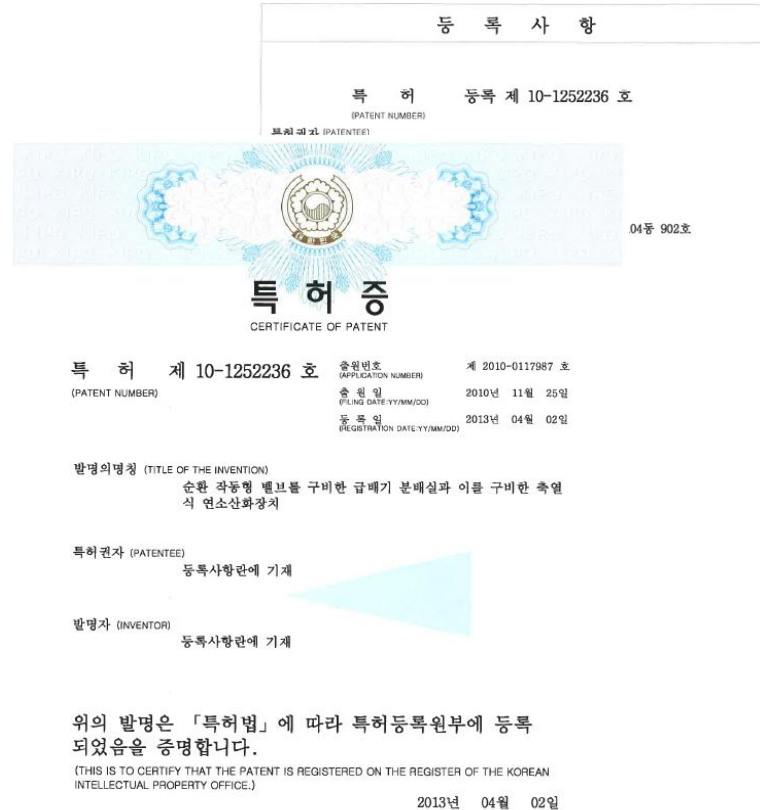 등 록 사 항
특 허 등록 제 10-1252236 호
(PATENT NUMBER)
특허권자 (PATENTEE)
04동 902호
대한민국
특 허 증
CERTIFICATE OF PATENT
특 허 제 10-1252236 호
(PATENT NUMBER)
출원번호 제 2010-0117987 호
(APPLICATION NUMBER)
출 원 일 2010년 11월 25일
(FILING DATE:YY/MM/DD)
등 록 일 2013년 04월 02일
(REGISTRATION DATE:YY/MM/DD)
발명의명칭 (TITLE OF THE INVENTION)
순환 작동형 밸브를 구비한 급배기 분배실과 이를 구비한 축열
식 연소산화장치
특허권자 (PATENTEE)
등록사항란에 기재
발명자 (INVENTOR)
등록사항란에 기재
위의 발명은 「특허법」에 따라 특허등록원부에 등록
되었음을 증명합니다.
(THIS IS TO CERTIFY THAT THE PATENT IS REGISTERED ON THE REGISTER OF THE KOREAN
INTELLECTUAL PROPERTY OFFICE.)
2013년 04월 02일